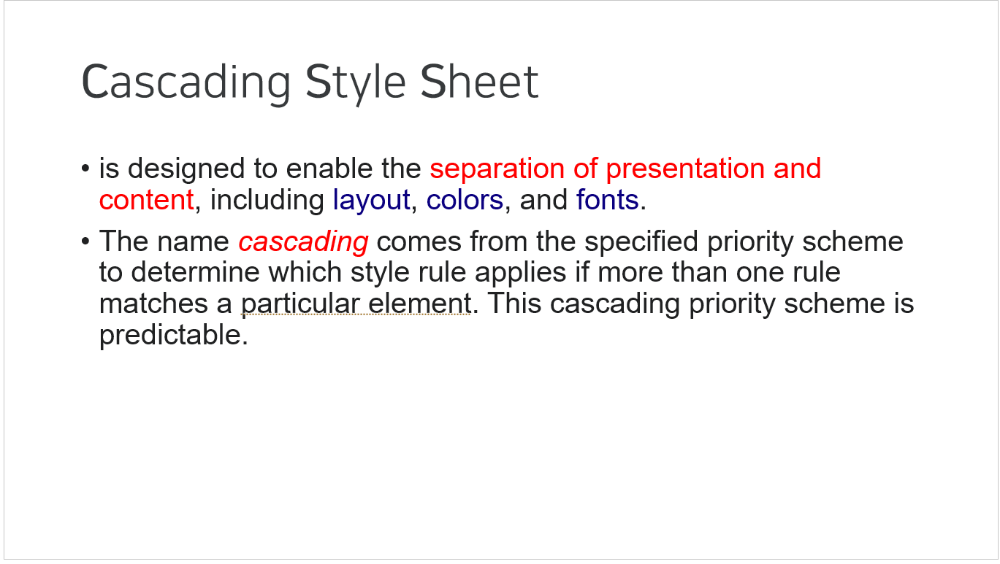 Cascading Style Sheet
• is designed to enable the separation of presentation and
content, including layout, colors, and fonts.
• The name cascading comes from the specified priority scheme
to determine which style rule applies if more than one rule
matches a particular element. This cascading priority scheme is
predictable.